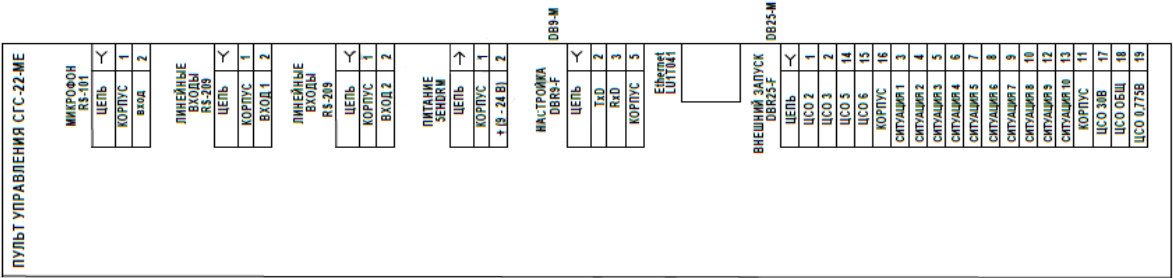 ПУЛЬТ УПРАВЛЕНИЯ СГС-22-МЕ
МИКРОФОН
RS-101
ЦЕПЬ
КОРПУС 1
вход 2
ЛИНЕЙНЫЕ
ВХОДЫ
RS-209
ЦЕПЬ
КОРПУС 1
ВХОД 1 2
ЛИНЕЙНЫЕ
ВХОДЫ
RS-209
ЦЕПЬ
КОРПУС 1
ВХОД 2 2
ПИТАНИЕ
5ENDRM
ЦЕПЬ
КОРПУС 1
+ (9 - 24 В) 2
НАСТРОЙКА
DBR9-F
DB9-M
ЦЕПЬ
TxD 2
RxD 3
КОРПУС 5
Ethernet
LU1T041
ВНЕШНИЙ ЗАПУСК
DBR25-F
DB25-M
ЦЕПЬ
ЦСО 2 1
ЦСО 3 2
ЦСО 5 14
ЦСО 6 15
КОРПУС 16
СИТУАЦИЯ 1 3
СИТУАЦИЯ 2 4
СИТУАЦИЯ 3 5
СИТУАЦИЯ 4 6
СИТУАЦИЯ 5 7
СИТУАЦИЯ 6 8
СИТУАЦИЯ 7 9
СИТУАЦИЯ 8 10
СИТУАЦИЯ 9 12
СИТУАЦИЯ 10 13
КОРПУС 11
ЦСО 30В 17
ЦСО ОБЩ 18
ЦСО 0,775В 19